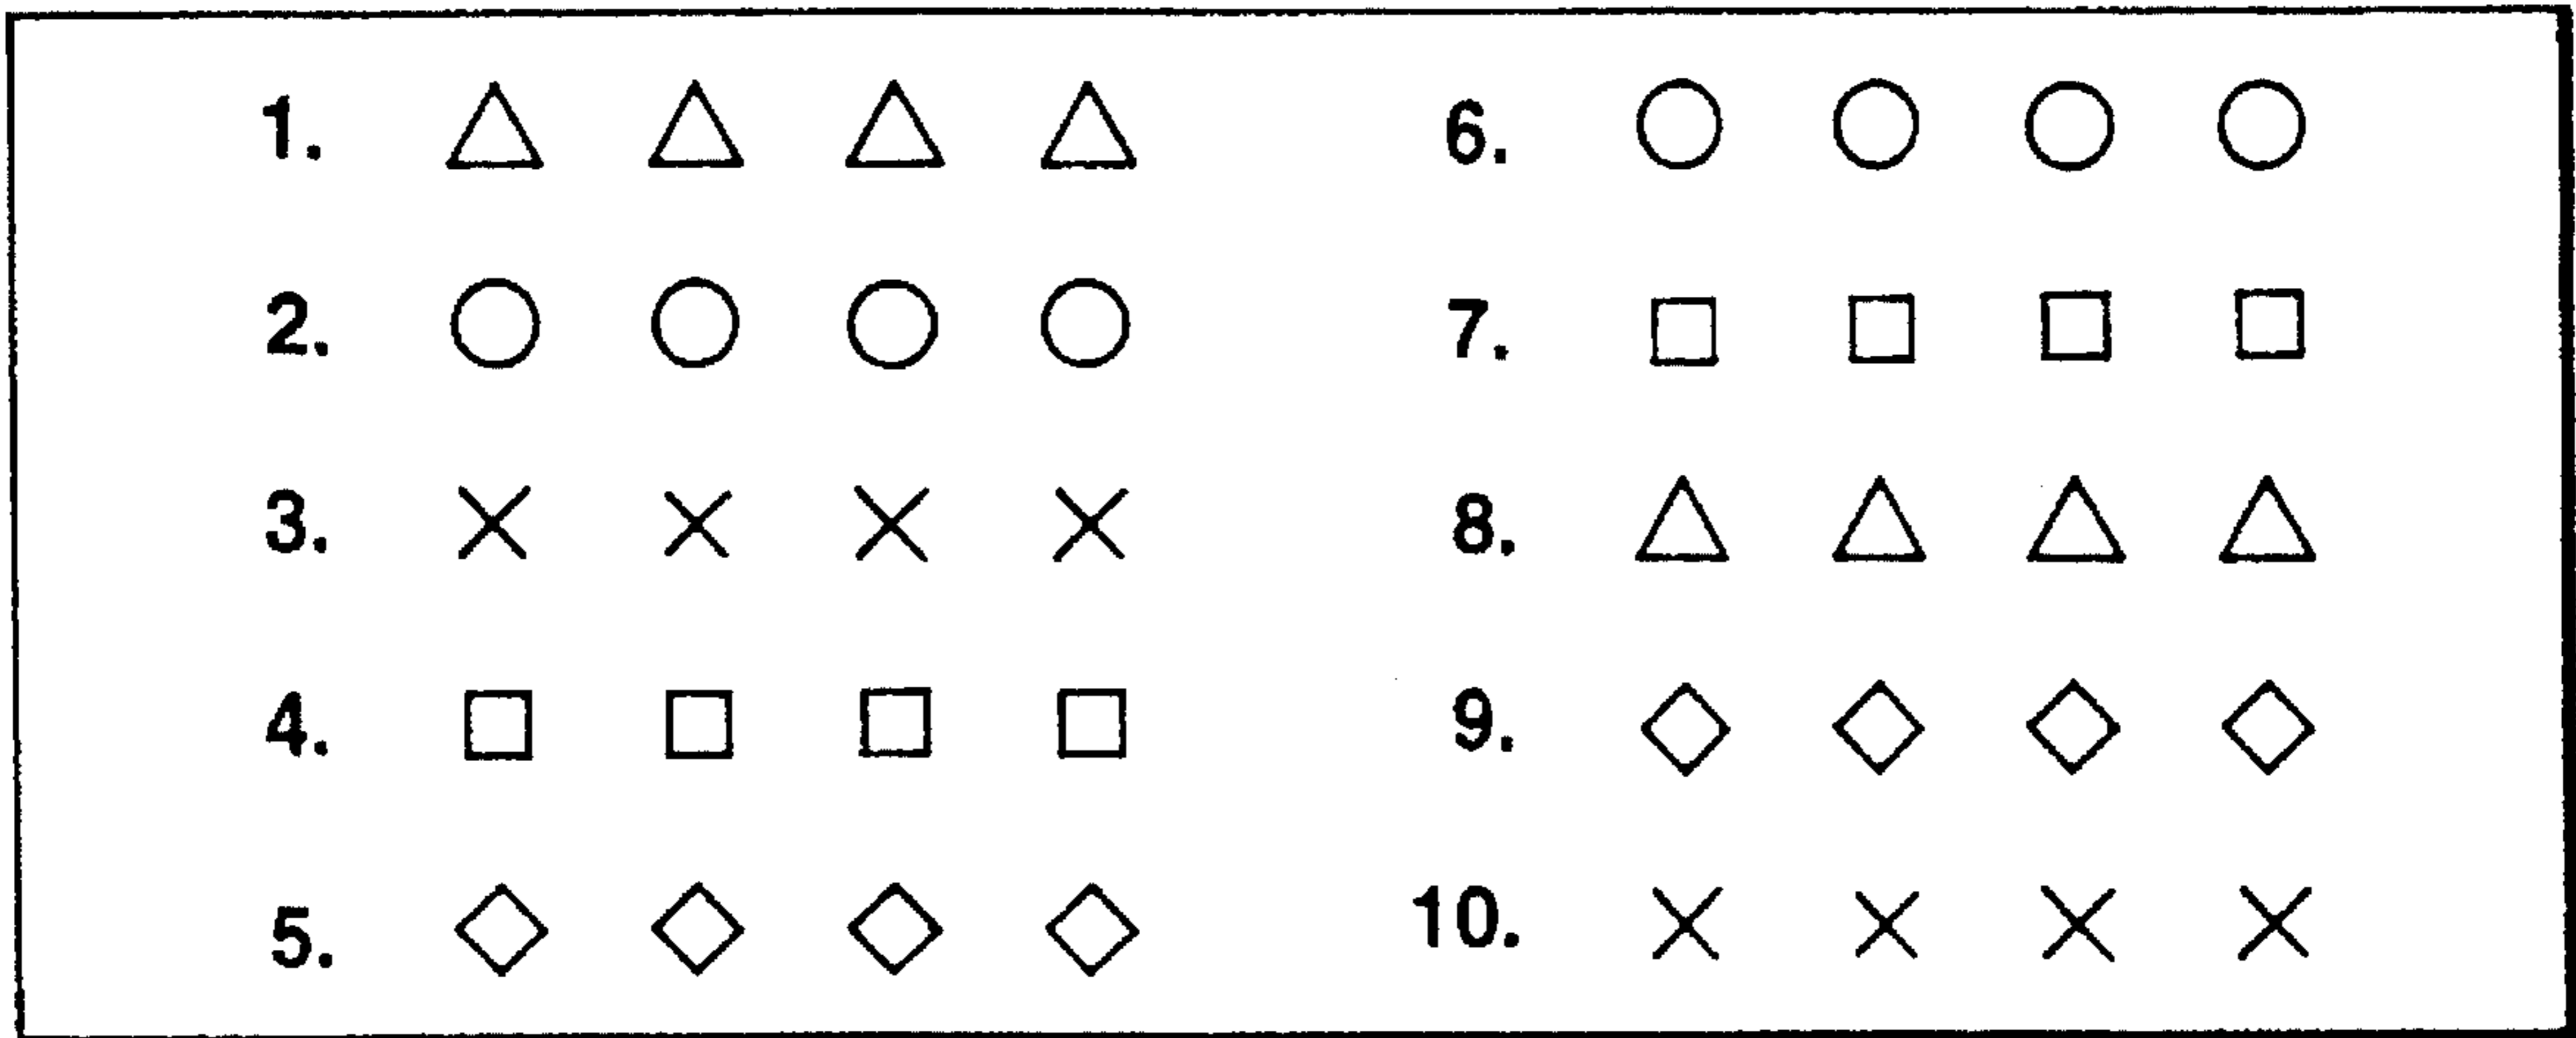 1. △ △ △ △
2. ○ ○ ○ ○
3. × × × ×
4. □ □ □ □
5. ◇ ◇ ◇ ◇
6. ○ ○ ○ ○
7. □ □ □ □
8. △ △ △ △
9. ◇ ◇ ◇ ◇
10. × × × ×